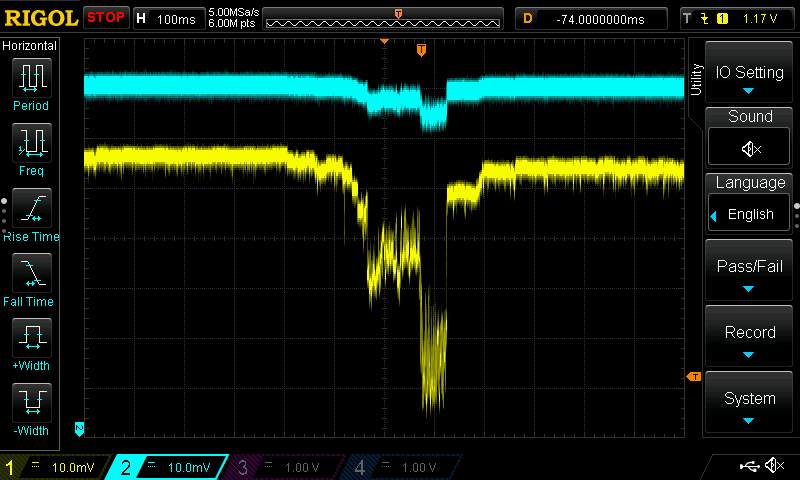 RIGOL STOP H 100ms 5.00MSa/s 6.00M pts T D -74.0000000ms T 1 1.17 V
Horizontal
Period
Freq
Rise Time
Fall Time
+Width
-Width
T
T
2
Utility
IO Setting
Sound
Language
English
Pass/Fail
Record
System
1 10.0mV 2 10.0mV 3 1.00 V 4 1.00 V